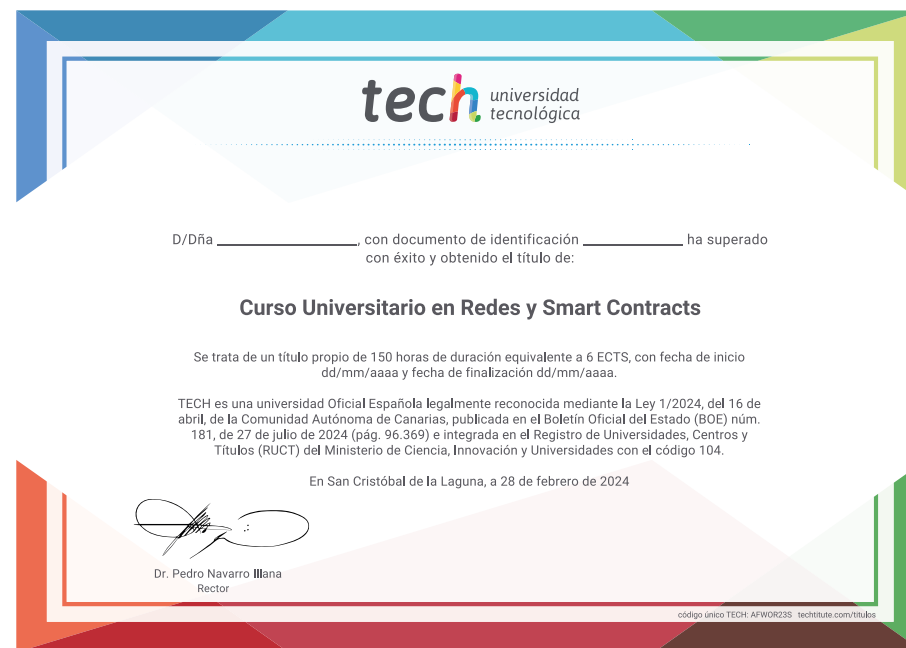 tech universidad
tecnológica
D/Dña ____________________, con documento de identificación ______________ ha superado
con éxito y obtenido el título de:
Curso Universitario en Redes y Smart Contracts
Se trata de un título propio de 150 horas de duración equivalente a 6 ECTS, con fecha de inicio
dd/mm/aaaa y fecha de finalización dd/mm/aaaa.
TECH es una universidad Oficial Española legalmente reconocida mediante la Ley 1/2024, del 16 de
abril, de la Comunidad Autónoma de Canarias, publicada en el Boletín Oficial del Estado (BOE) núm.
181, de 27 de julio de 2024 (pág. 96.369) e integrada en el Registro de Universidades, Centros y
Títulos (RUCT) del Ministerio de Ciencia, Innovación y Universidades con el código 104.
En San Cristóbal de la Laguna, a 28 de febrero de 2024
Dr. Pedro Navarro Illana
Rector
código único TECH: AFWOR23S techtitute.com/titulos